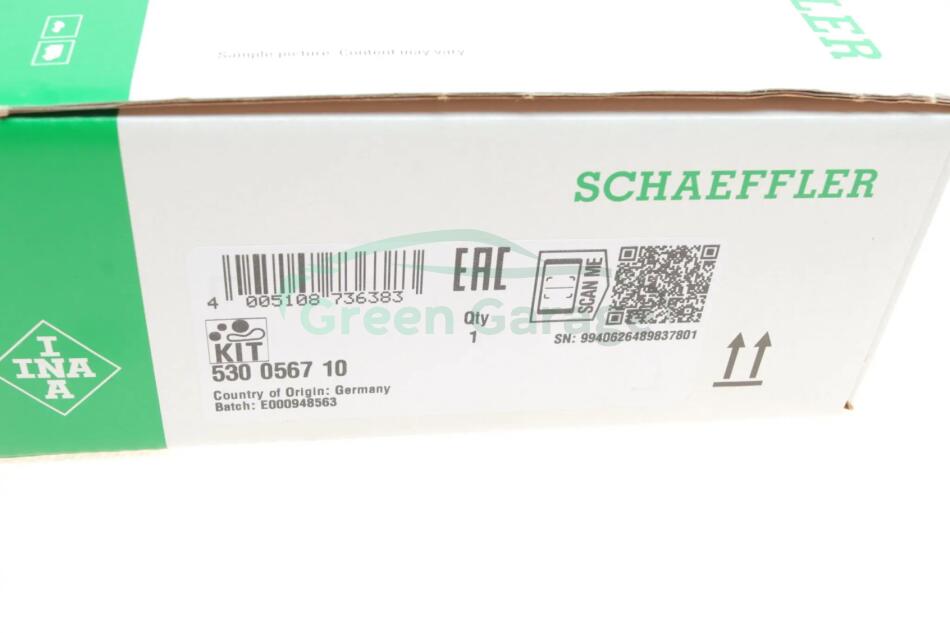 Sample picture. Content may vary
LER
SCHAEFFLER
4 005108 736383
EAC
SCAN ME
Green Garage
Qty
1
SN: 9940626489837801
KIT
530 0567 10
Country of Origin: Germany
Batch: E000948563
I
INA
A